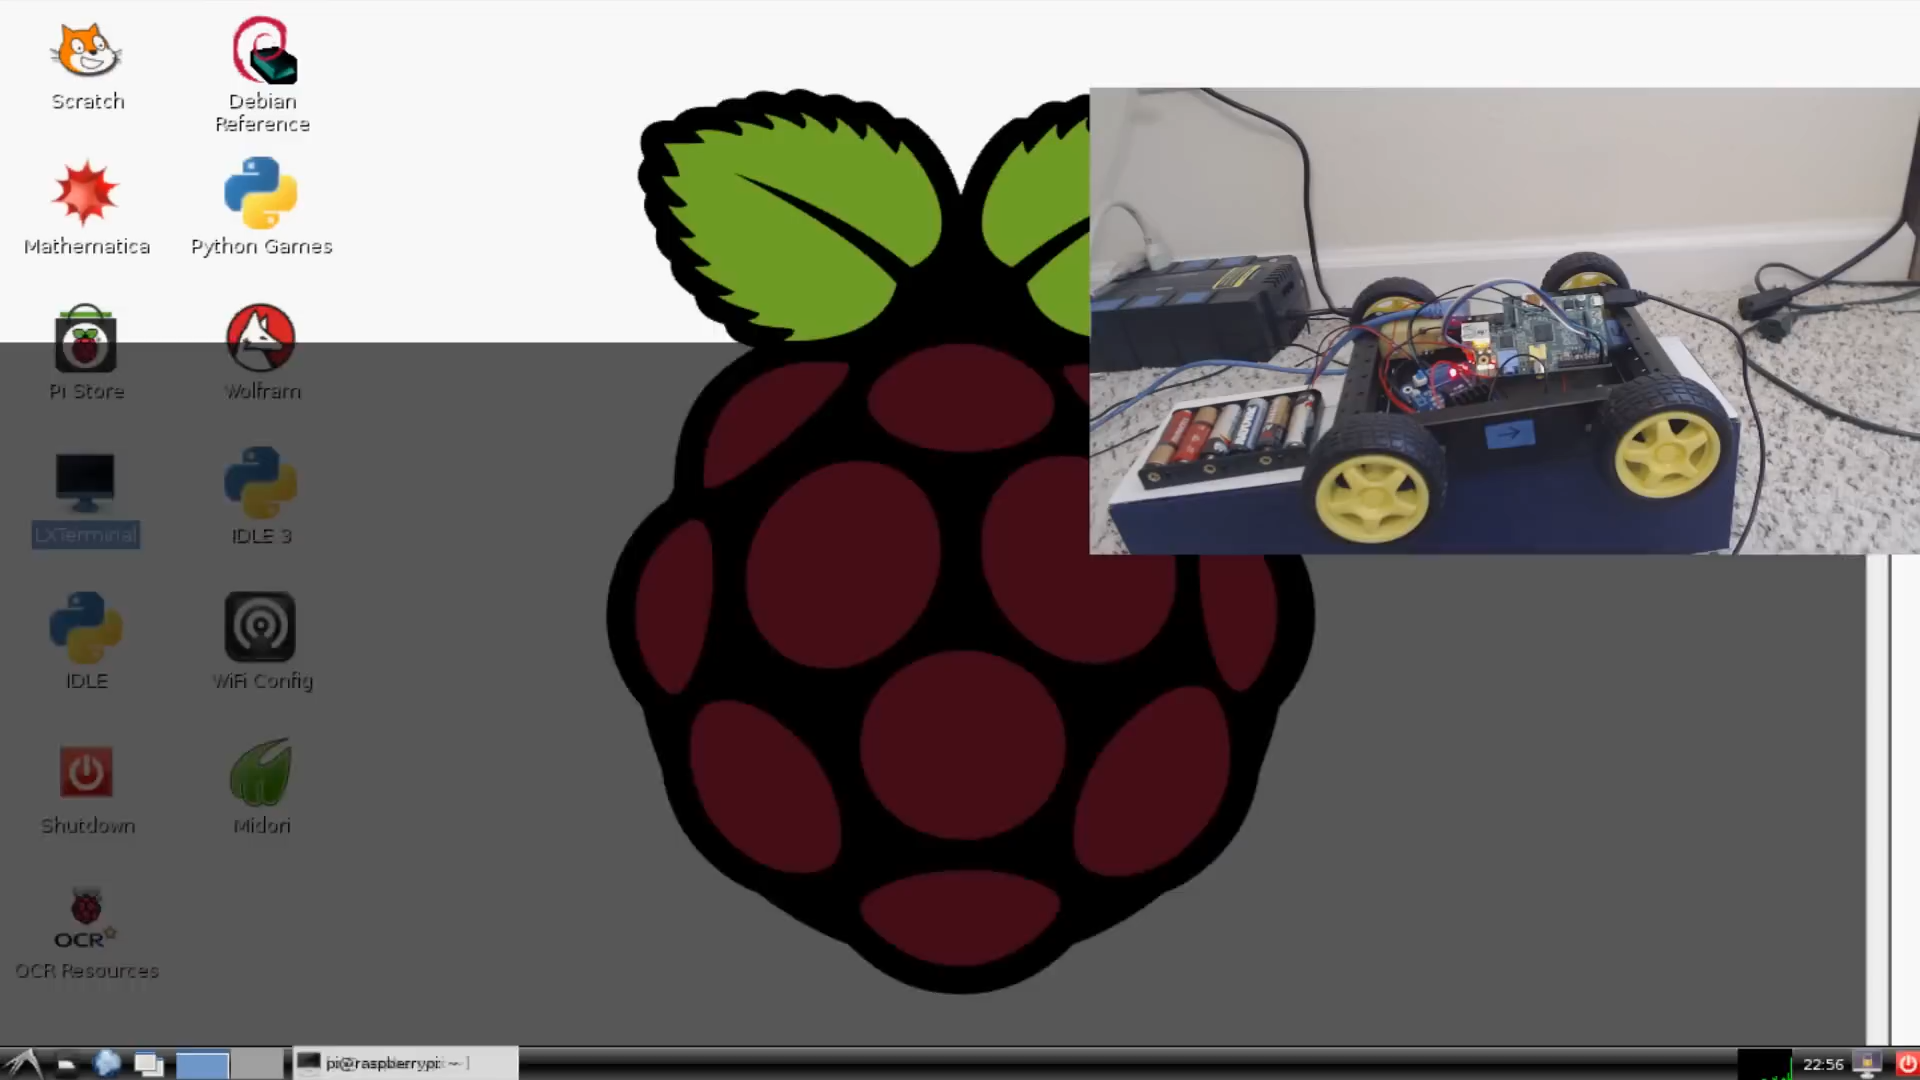 Scratch
Debian
Reference
Mathematica
Python Games
Pi Store
Wolfram
LXTerminal
IDLE 3
IDLE
WiFi Config
Shutdown
Midori
OCR
OCR Resources
pi@raspberrypi: ~
22:56